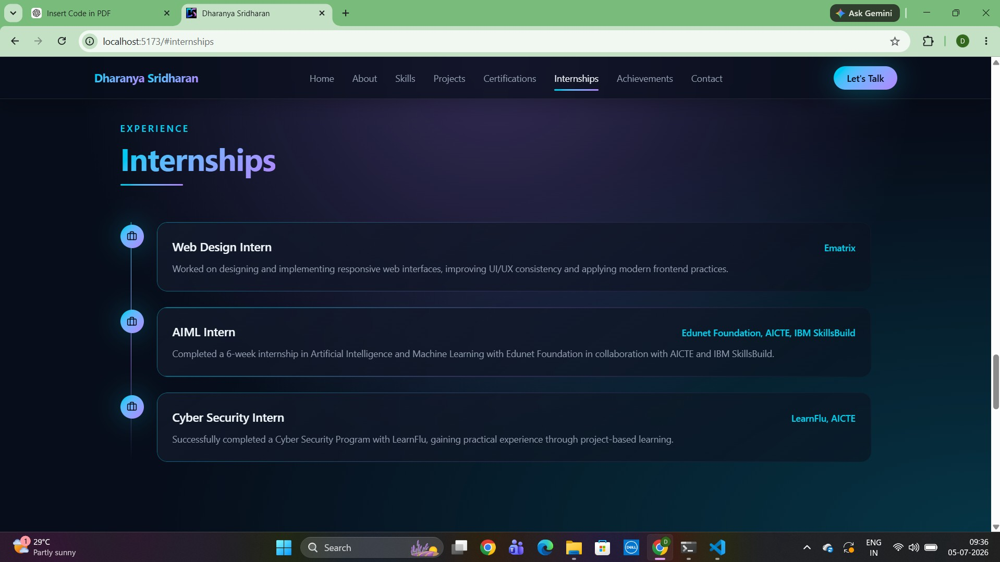 Insert Code in PDF
Dharanya Sridharan
Ask Gemini
localhost:5173/#internships
D
Dharanya Sridharan
Home
About
Skills
Projects
Certifications
Internships
Achievements
Contact
Let's Talk
EXPERIENCE
Internships
Web Design Intern
Ematrix
Worked on designing and implementing responsive web interfaces, improving UI/UX consistency and applying modern frontend practices.
AIML Intern
Edunet Foundation, AICTE, IBM SkillsBuild
Completed a 6-week internship in Artificial Intelligence and Machine Learning with Edunet Foundation in collaboration with AICTE and IBM SkillsBuild.
Cyber Security Intern
LearnFlu, AICTE
Successfully completed a Cyber Security Program with LearnFlu, gaining practical experience through project-based learning.
1
29°C
Partly sunny
Search
T
DELL
D
ENG
IN
09:36
05-07-2026